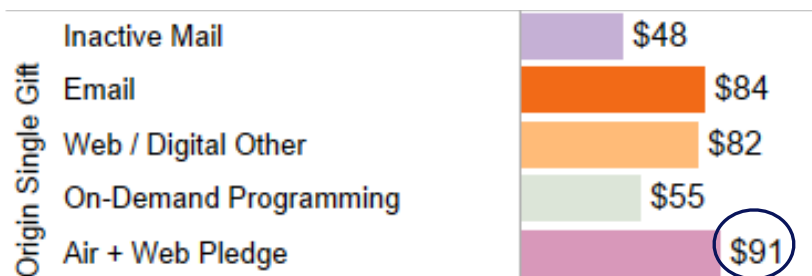 Origin Single Gift
Inactive Mail $48
Email $84
Web / Digital Other $82
On-Demand Programming $55
Air + Web Pledge $91